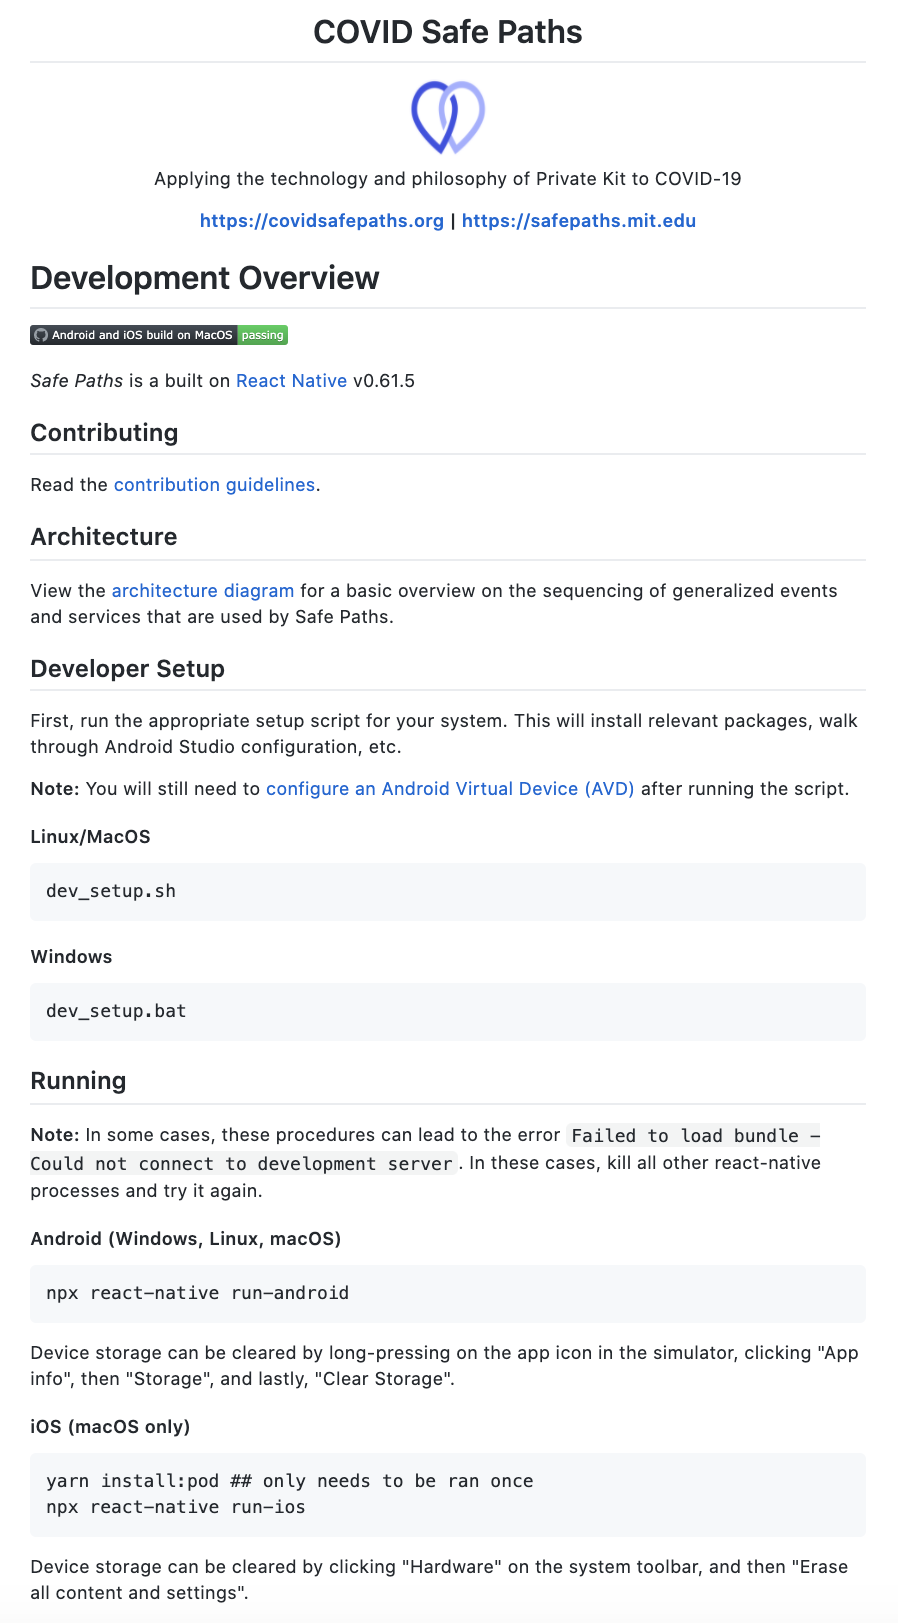 COVID Safe Paths
Applying the technology and philosophy of Private Kit to COVID-19
https://covidsafepaths.org | https://safepaths.mit.edu
Development Overview
Android and iOS build on MacOS passing
Safe Paths is a built on React Native v0.61.5
Contributing
Read the contribution guidelines.
Architecture
View the architecture diagram for a basic overview on the sequencing of generalized events
and services that are used by Safe Paths.
Developer Setup
First, run the appropriate setup script for your system. This will install relevant packages, walk
through Android Studio configuration, etc.
Note: You will still need to configure an Android Virtual Device (AVD) after running the script.
Linux/MacOS
dev_setup.sh
Windows
dev_setup.bat
Running
Note: In some cases, these procedures can lead to the error Failed to load bundle -
Could not connect to development server. In these cases, kill all other react-native
processes and try it again.
Android (Windows, Linux, macOS)
npx react-native run-android
Device storage can be cleared by long-pressing on the app icon in the simulator, clicking "App
info", then "Storage", and lastly, "Clear Storage".
iOS (macOS only)
yarn install:pod ## only needs to be ran once
npx react-native run-ios
Device storage can be cleared by clicking "Hardware" on the system toolbar, and then "Erase
all content and settings".